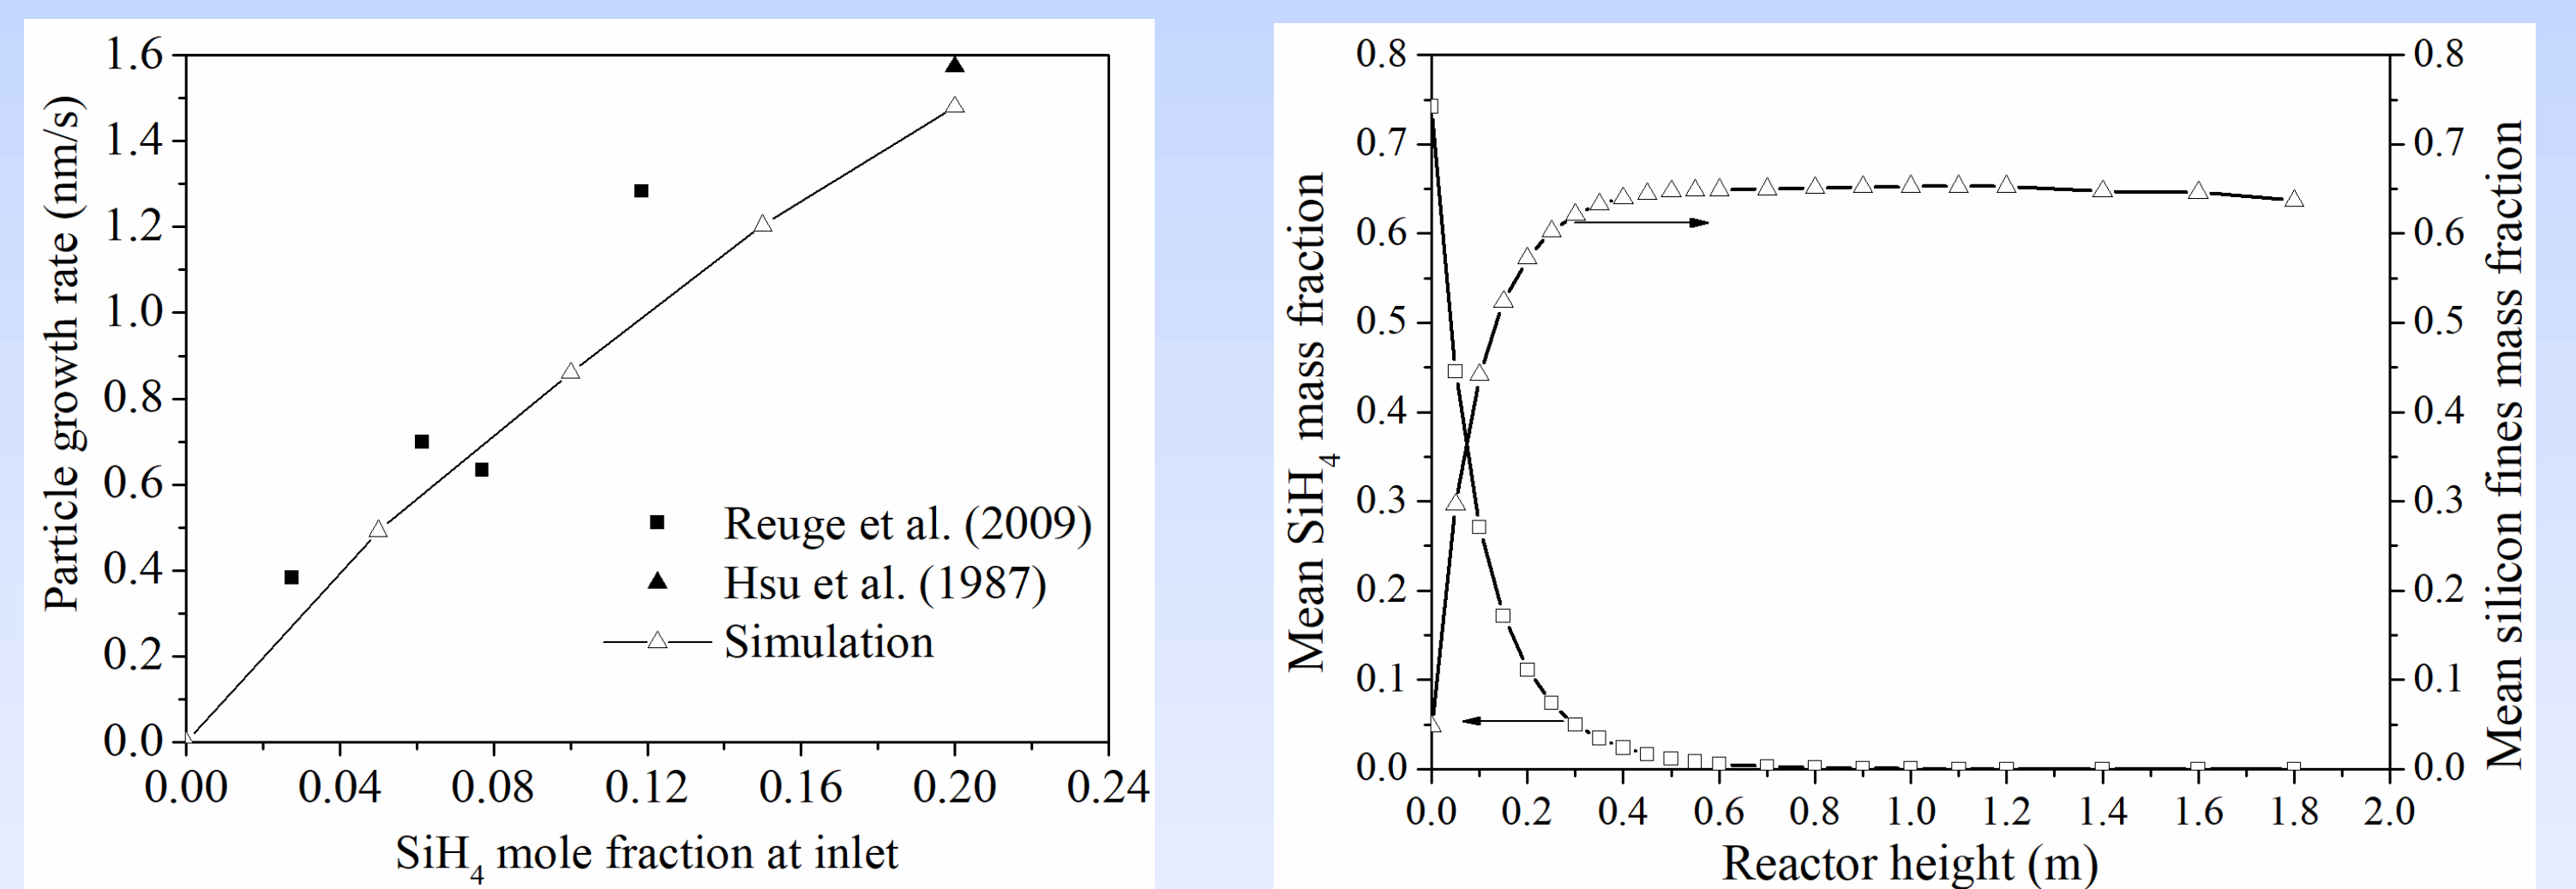 1.6
1.4
1.2
1.0
0.8
0.6
0.4
0.2
0.0
Particle growth rate (nm/s)
Reuge et al. (2009)
Hsu et al. (1987)
Simulation
0.00 0.04 0.08 0.12 0.16 0.20 0.24
SiH4 mole fraction at inlet
0.8
0.7
0.6
0.5
0.4
0.3
0.2
0.1
0.0
Mean SiH4 mass fraction
0.8
0.7
0.6
0.5
0.4
0.3
0.2
0.1
0.0
Mean silicon fines mass fraction
0.0 0.2 0.4 0.6 0.8 1.0 1.2 1.4 1.6 1.8 2.0
Reactor height (m)